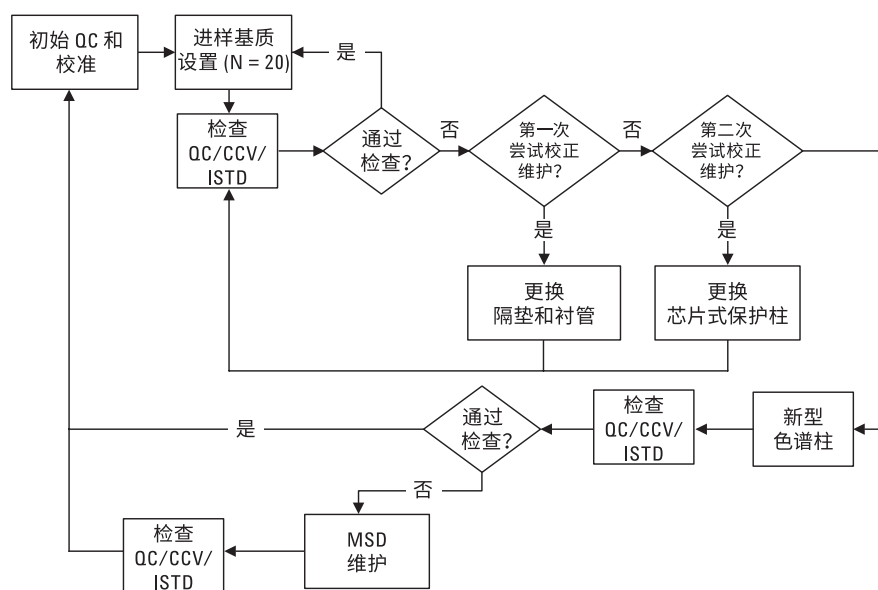 初始 QC 和
校准
进样基质
设置 (N = 20)
是
检查
QC/CCV/
ISTD
通过
检查?
否
第一次
尝试校正
维护?
否
第二次
尝试校正
维护?
是
是
更换
隔垫和衬管
更换
芯片式保护柱
新型
色谱柱
检查
QC/CCV/
ISTD
通过
检查?
是
否
MSD
维护
检查
QC/CCV/
ISTD